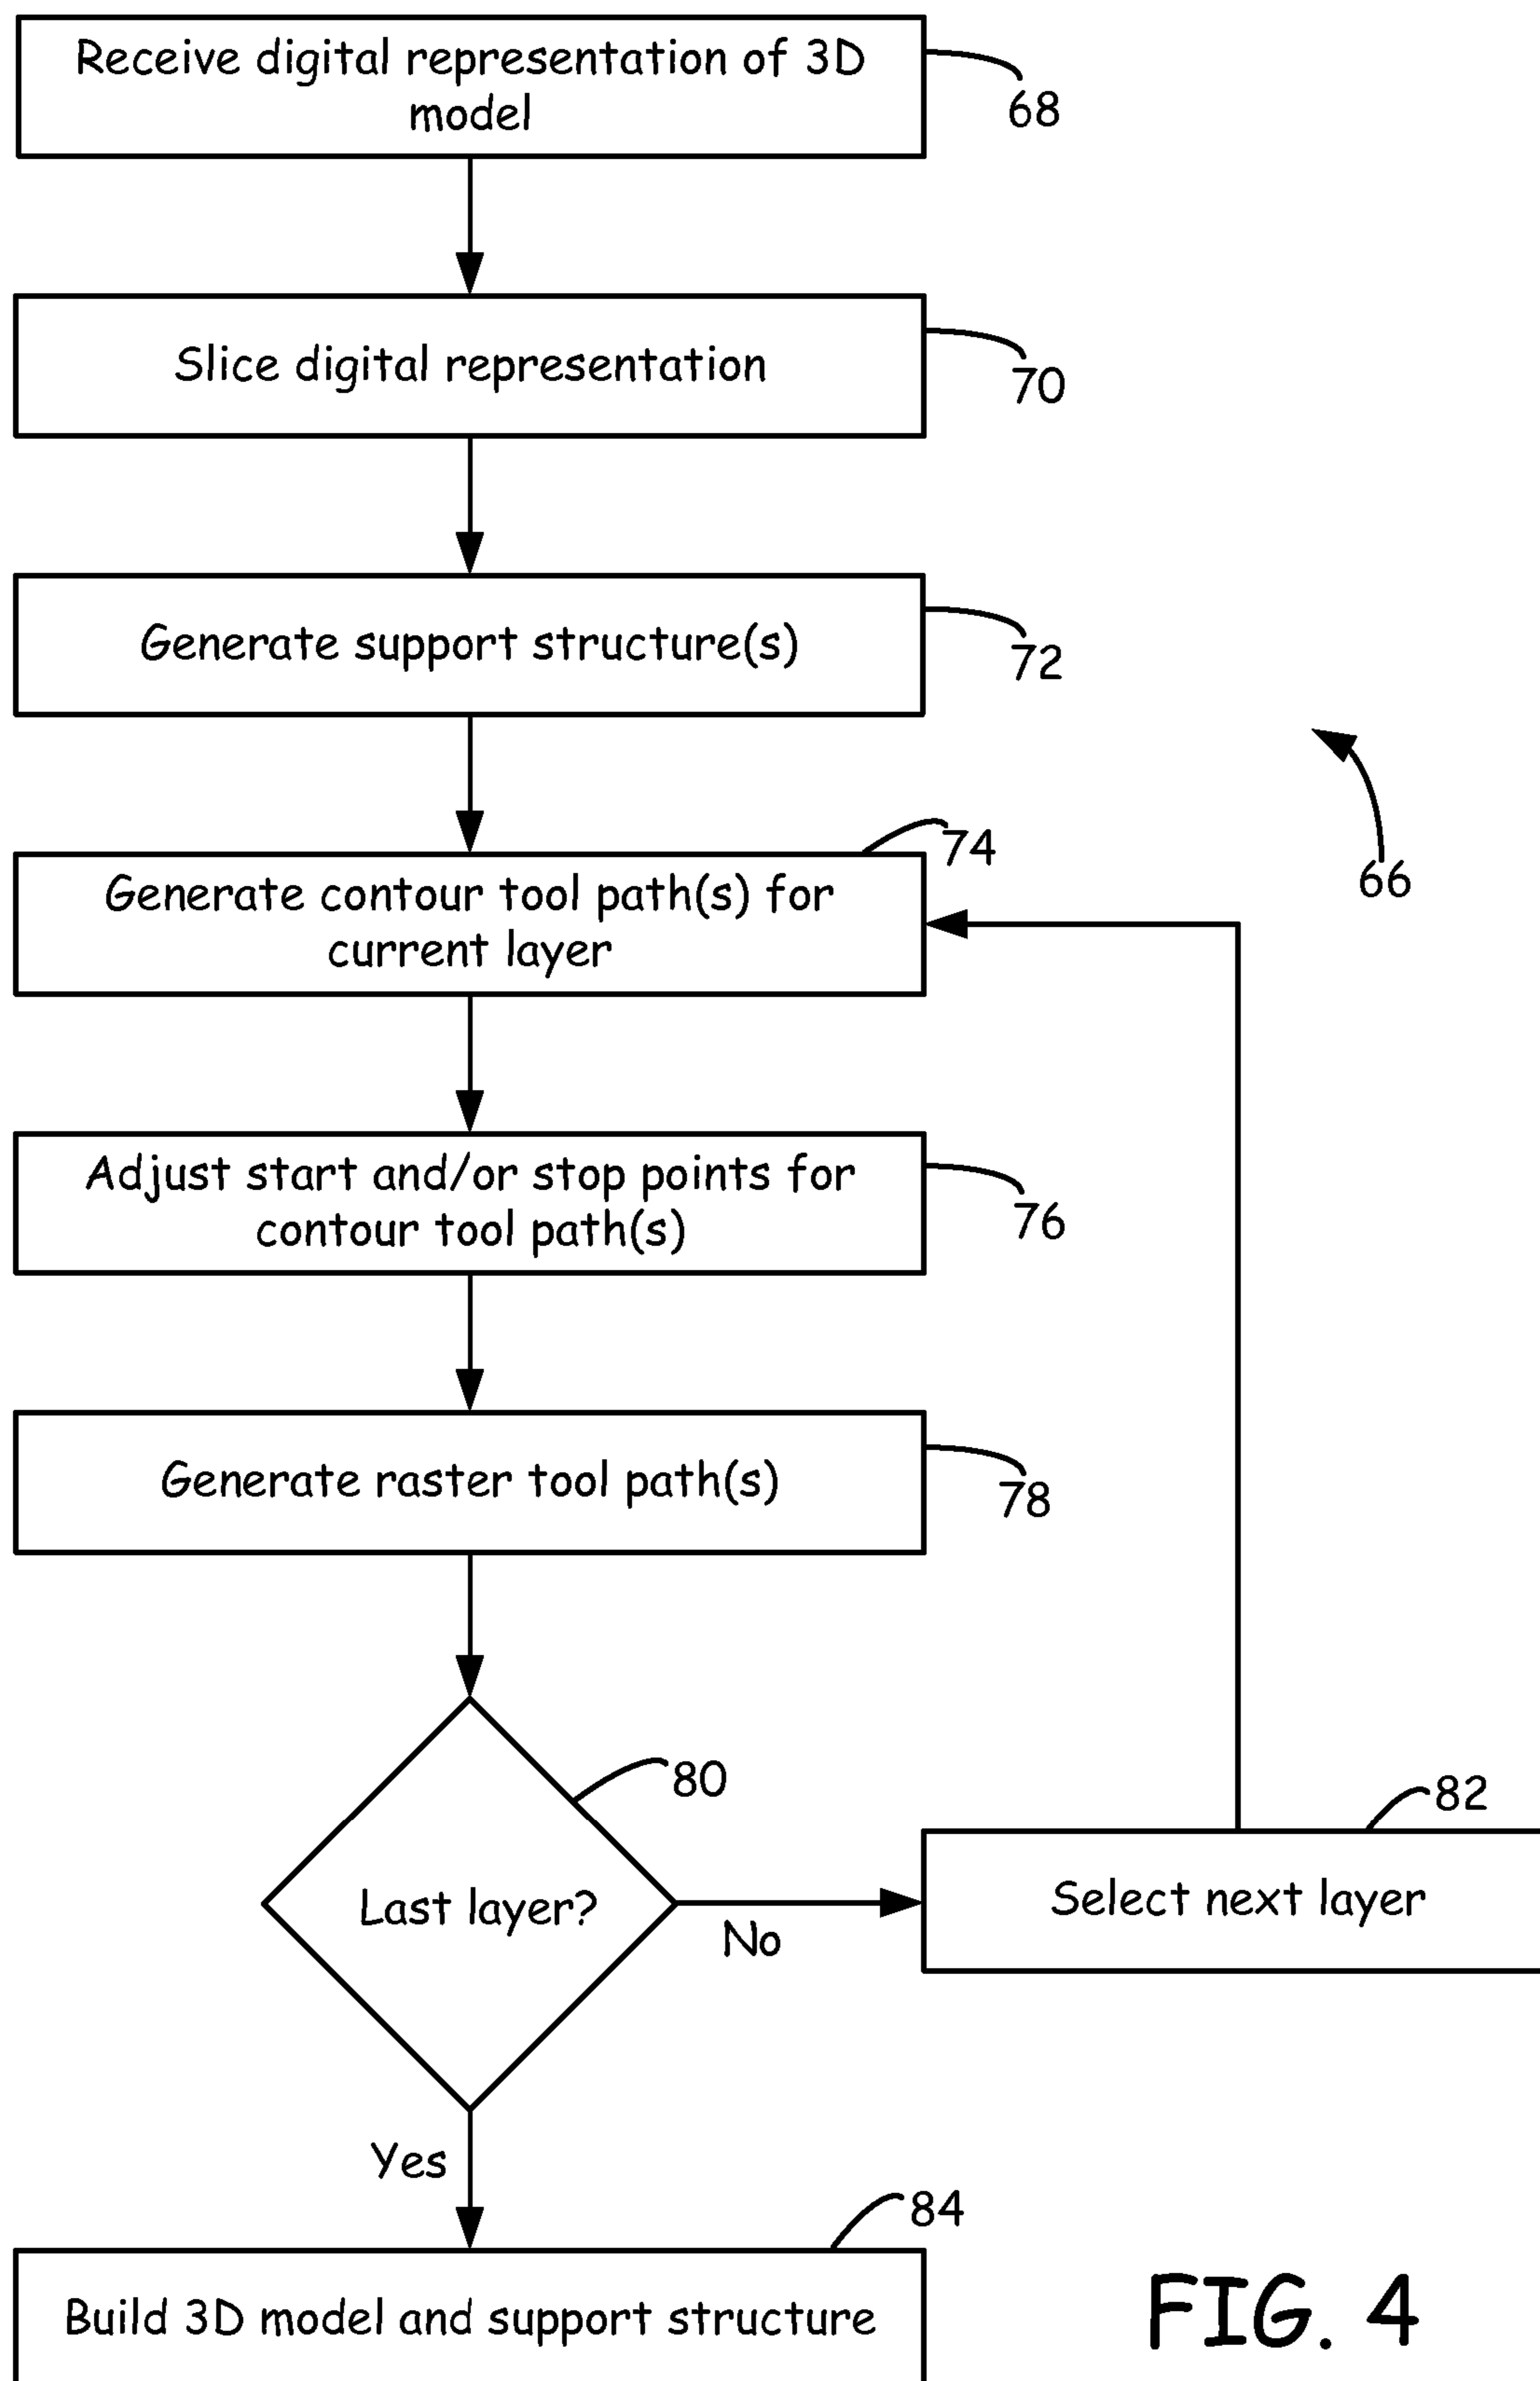 Receive digital representation of 3D
model
68
Slice digital representation
70
Generate support structure(s)
72
66
74
Generate contour tool path(s) for
current layer
Adjust start and/or stop points for
contour tool path(s)
76
Generate raster tool path(s)
78
80
Last layer?
No
82
Select next layer
Yes
84
Build 3D model and support structure
FIG. 4